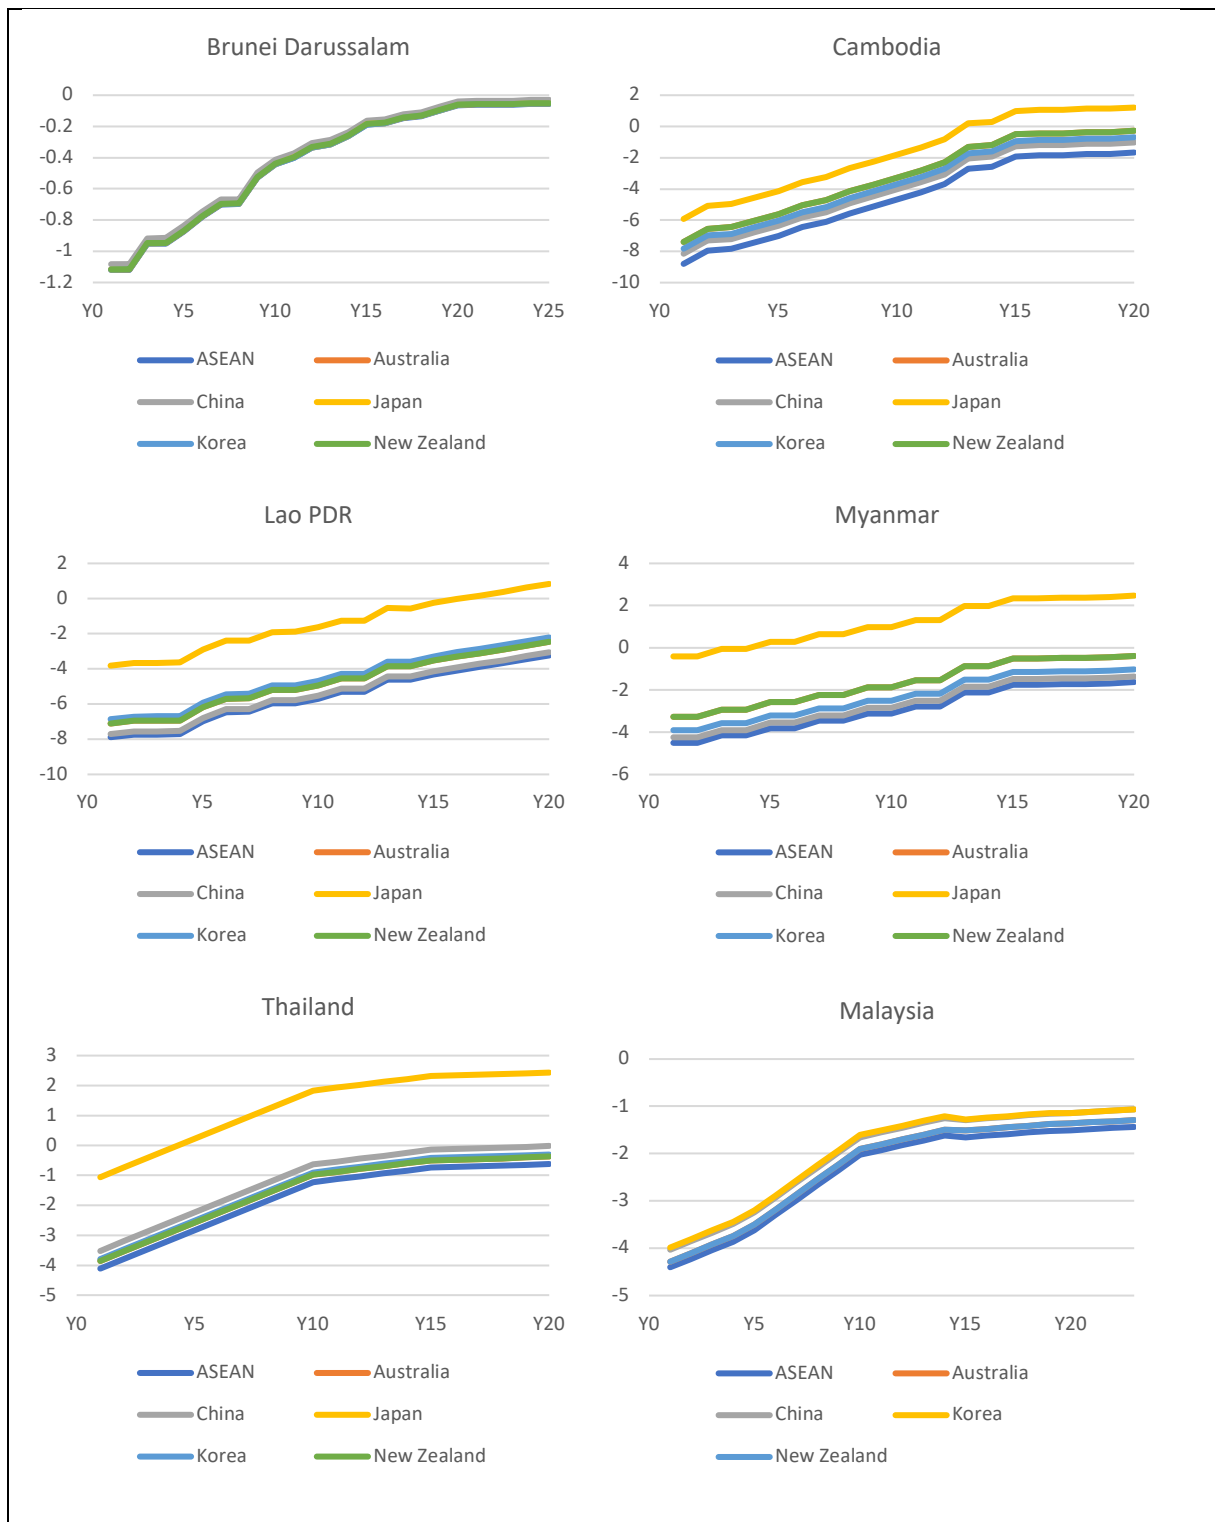 Brunei Darussalam
0
-0.2
-0.4
-0.6
-0.8
-1
-1.2
Y0 Y5 Y10 Y15 Y20 Y25
ASEAN Australia
China Japan
Korea New Zealand
Cambodia
2
0
-2
-4
-6
-8
-10
Y0 Y5 Y10 Y15 Y20
ASEAN Australia
China Japan
Korea New Zealand
Lao PDR
2
0
-2
-4
-6
-8
-10
Y0 Y5 Y10 Y15 Y20
ASEAN Australia
China Japan
Korea New Zealand
Myanmar
4
2
0
-2
-4
-6
Y0 Y5 Y10 Y15 Y20
ASEAN Australia
China Japan
Korea New Zealand
Thailand
3
2
1
0
-1
-2
-3
-4
-5
Y0 Y5 Y10 Y15 Y20
ASEAN Australia
China Japan
Korea New Zealand
Malaysia
0
-1
-2
-3
-4
-5
Y0 Y5 Y10 Y15 Y20
ASEAN Australia
China Korea
New Zealand